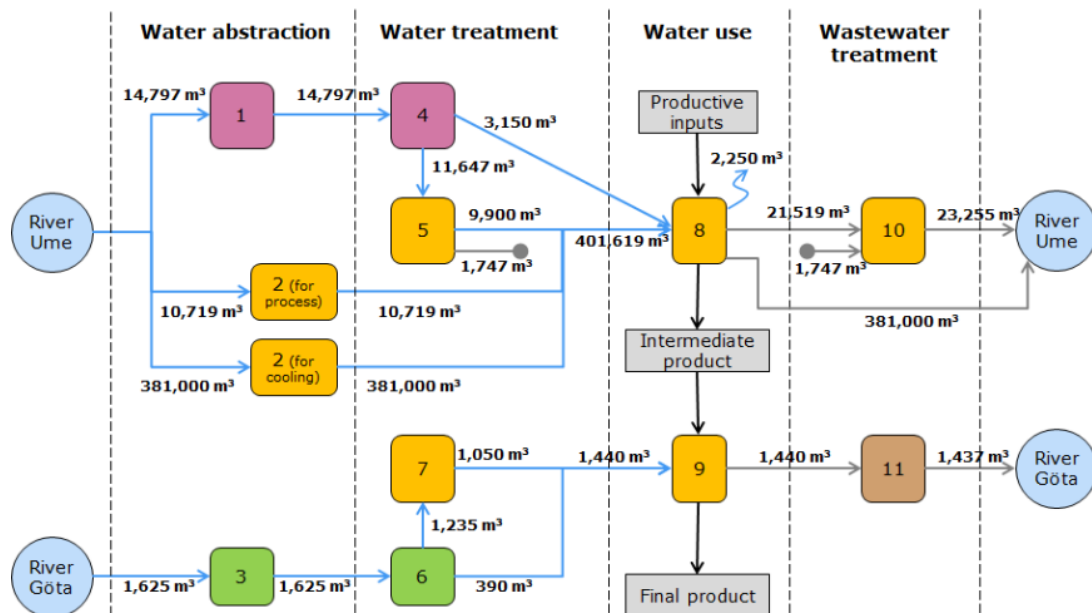 Water abstraction
Water treatment
Water use
Wastewater
treatment
14,797 m³
1
14,797 m³
4
3,150 m³
Productive
inputs
2,250 m³
11,647 m³
River
Ume
5
9,900 m³
1,747 m³
401,619 m³
8
21,519 m³
1,747 m³
10
23,255 m³
River
Ume
2 (for
process)
10,719 m³
10,719 m³
381,000 m³
2 (for
cooling)
381,000 m³
381,000 m³
Intermediate
product
7
1,050 m³
1,440 m³
9
1,440 m³
11
1,437 m³
River
Göta
1,235 m³
River
Göta
1,625 m³
3
1,625 m³
6
390 m³
Final product